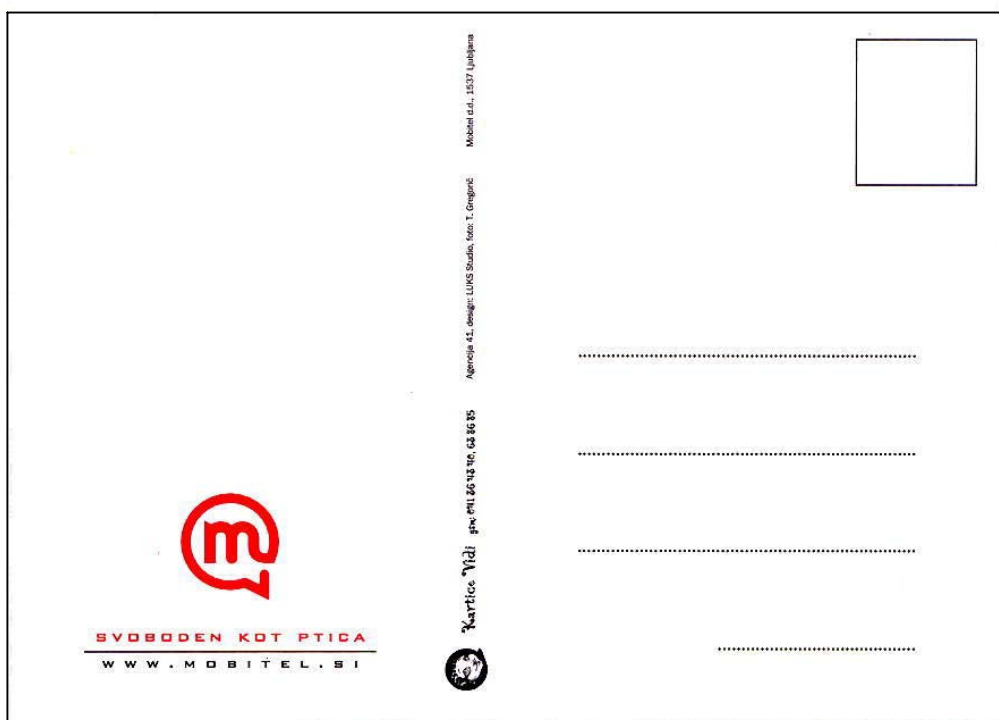 m
SVOBODEN KOT PTICA
WWW.MOBITEL.SI
Kartice Vidi gsm: 041 36 43 40, 63 86 85
Agencija 41, design: LUKS Studio, foto: T. Gregorič
Mobitel d.d., 1537 Ljubljana